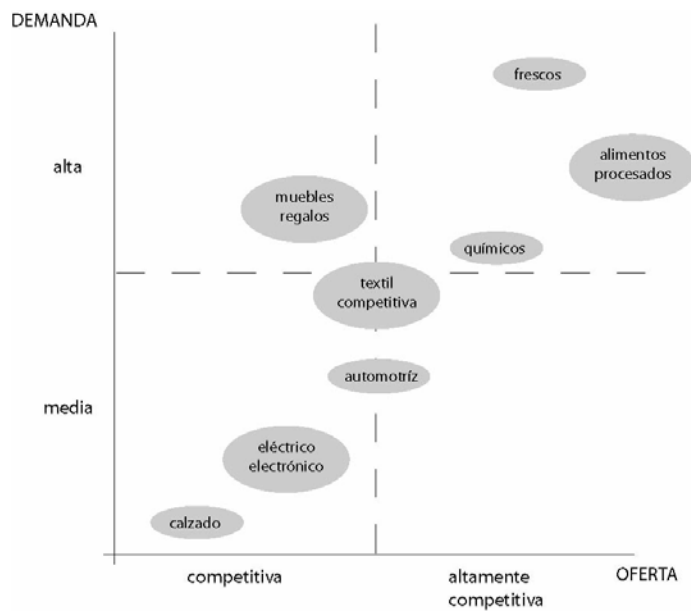 DEMANDA
frescos
alta
alimentos
procesados
muebles
regalos
químicos
textil
competitiva
automotríz
media
eléctrico
electrónico
calzado
competitiva
altamente
competitiva
OFERTA